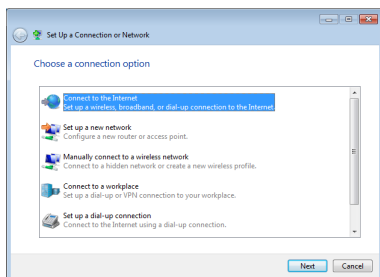 Set Up a Connection or Network
Choose a connection option
Connect to the Internet
Set up a wireless, broadband, or dial-up connection to the Internet.
Set up a new network
Configure a new router or access point.
Manually connect to a wireless network
Connect to a hidden network or create a new wireless profile.
Connect to a workplace
Set up a dial-up or VPN connection to your workplace.
Set up a dial-up connection
Connect to the Internet using a dial-up connection.
Next
Cancel